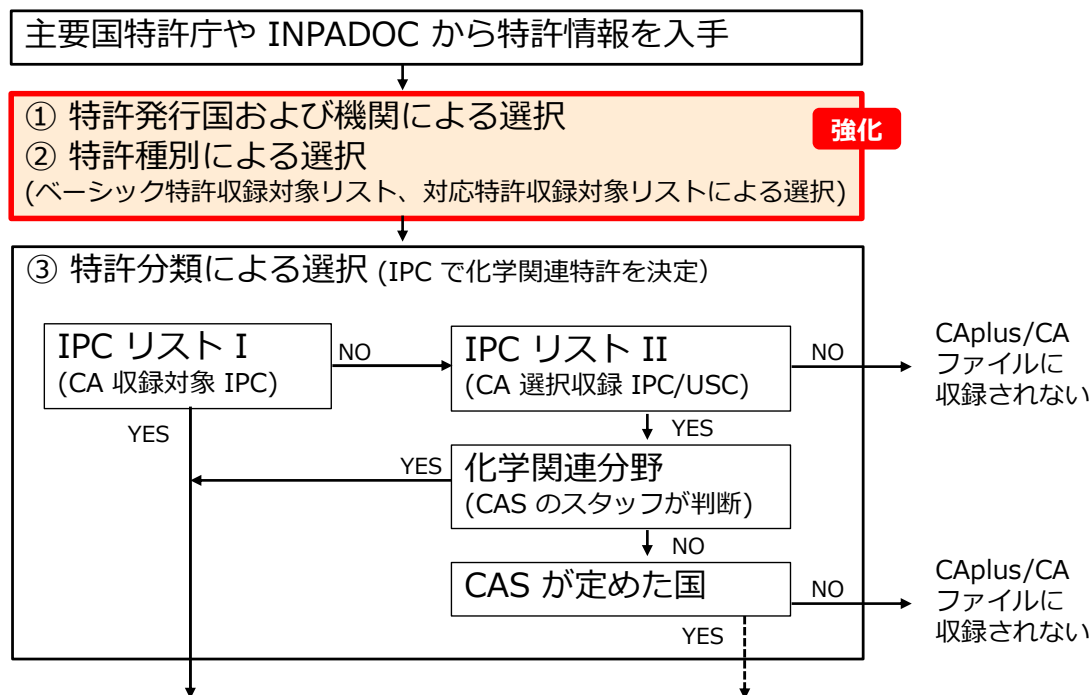 主要国特許庁や INPADOC から特許情報を入手
① 特許発行国および機関による選択
強化
② 特許種別による選択
(ベーシック特許収録対象リスト、対応特許収録対象リストによる選択)
③ 特許分類による選択 (IPC で化学関連特許を決定)
IPC リスト I
(CA 収録対象 IPC)
NO
IPC リスト II
(CA 選択収録 IPC/USC)
NO
CAplus/CA
ファイルに
収録されない
YES
YES
YES
化学関連分野
(CAS のスタッフが判断)
NO
CAS が定めた国
NO
CAplus/CA
ファイルに
収録されない
YES